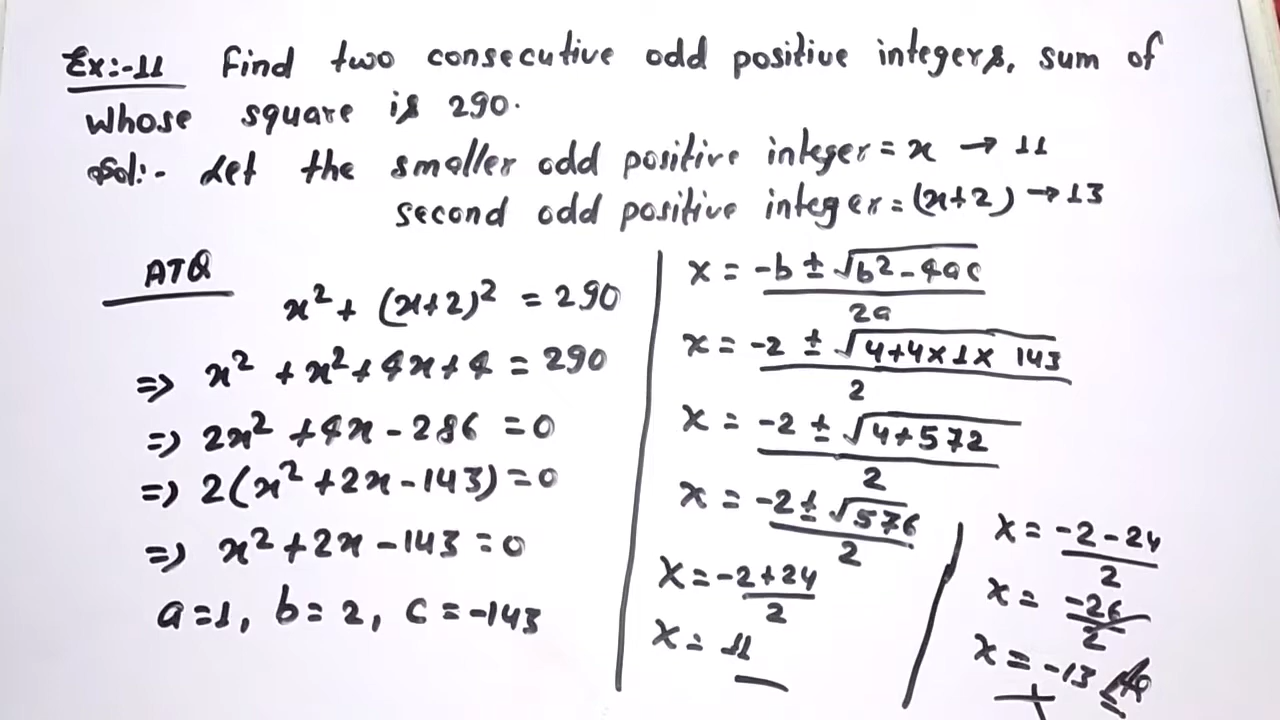 Ex:-11 Find two consecutive odd positive integers, sum of
whose square is 290.
Sol:- Let the smaller odd positive integer = x → 11
second odd positive integer = (x+2) → 13
ATQ
x² + (x+2)² = 290
=> x² + x² + 4x + 4 = 290
=> 2x² + 4x - 286 = 0
=> 2(x² + 2x - 143) = 0
=> x² + 2x - 143 = 0
a = 1, b = 2, c = -143
x = (-b ± √(b² - 4ac))/2a
x = (-2 ± √(4+4×1×143))/2
x = (-2 ± √(4+572))/2
x = (-2 ± √576)/2
x = (-2+24)/2
x = 11
x = (-2-24)/2
x = -26/2
x = -13